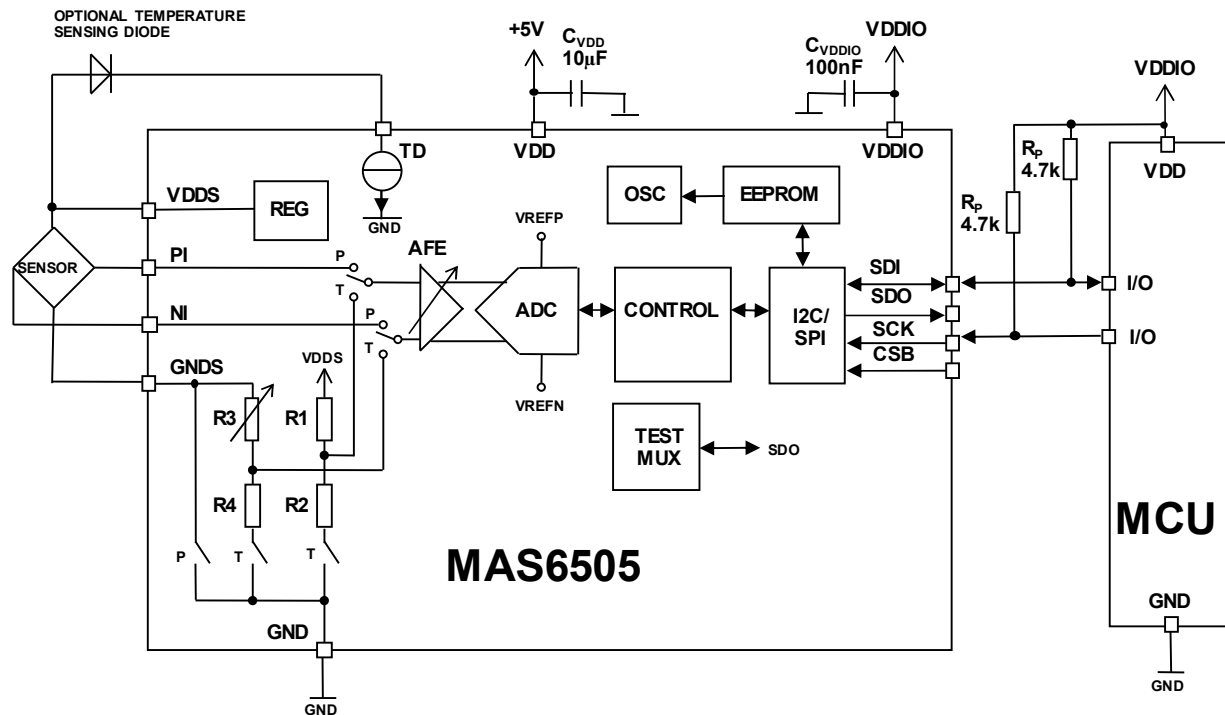 OPTIONAL TEMPERATURE
SENSING DIODE
+5V
CVDD
10μF
CVDDIO
100nF
VDDIO
VDDIO
TD
VDD
VDDIO
RP
4.7k
VDD
RP
4.7k
VDDS
REG
GND
OSC
EEPROM
VREFP
AFE
PI
P
SENSOR
T
ADC
CONTROL
I2C/
SPI
SDI
SDO
SCK
CSB
I/O
I/O
NI
P
T
GNDS
VDDS
VREFN
R3
R1
TEST
MUX
SDO
R4
R2
P
T
T
MAS6505
MCU
GND
GND
GND
GND